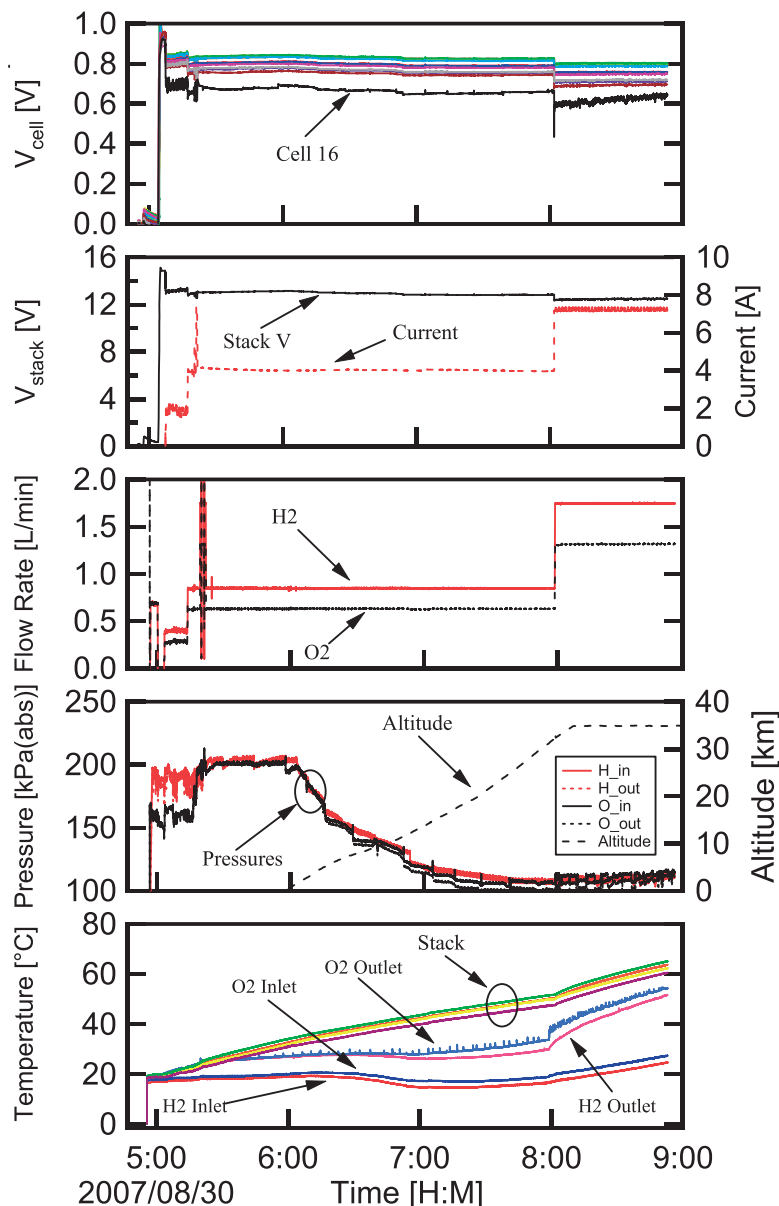 1.0
0.8
0.6
0.4
0.2
0.0
V_cell [V]
Cell 16
16
12
8
4
0
V_stack [V]
10
8
6
4
2
0
Current [A]
Stack V
Current
2.0
1.5
1.0
0.5
0.0
Flow Rate [L/min]
H2
O2
250
200
150
100
Pressure [kPa(abs)]
40
30
20
10
0
Altitude [km]
Altitude
Pressures
H_in
H_out
O_in
O_out
Altitude
80
60
40
20
0
Temperature [°C]
Stack
O2 Outlet
O2 Inlet
H2 Inlet
H2 Outlet
5:00 6:00 7:00 8:00 9:00
2007/08/30 Time [H:M]